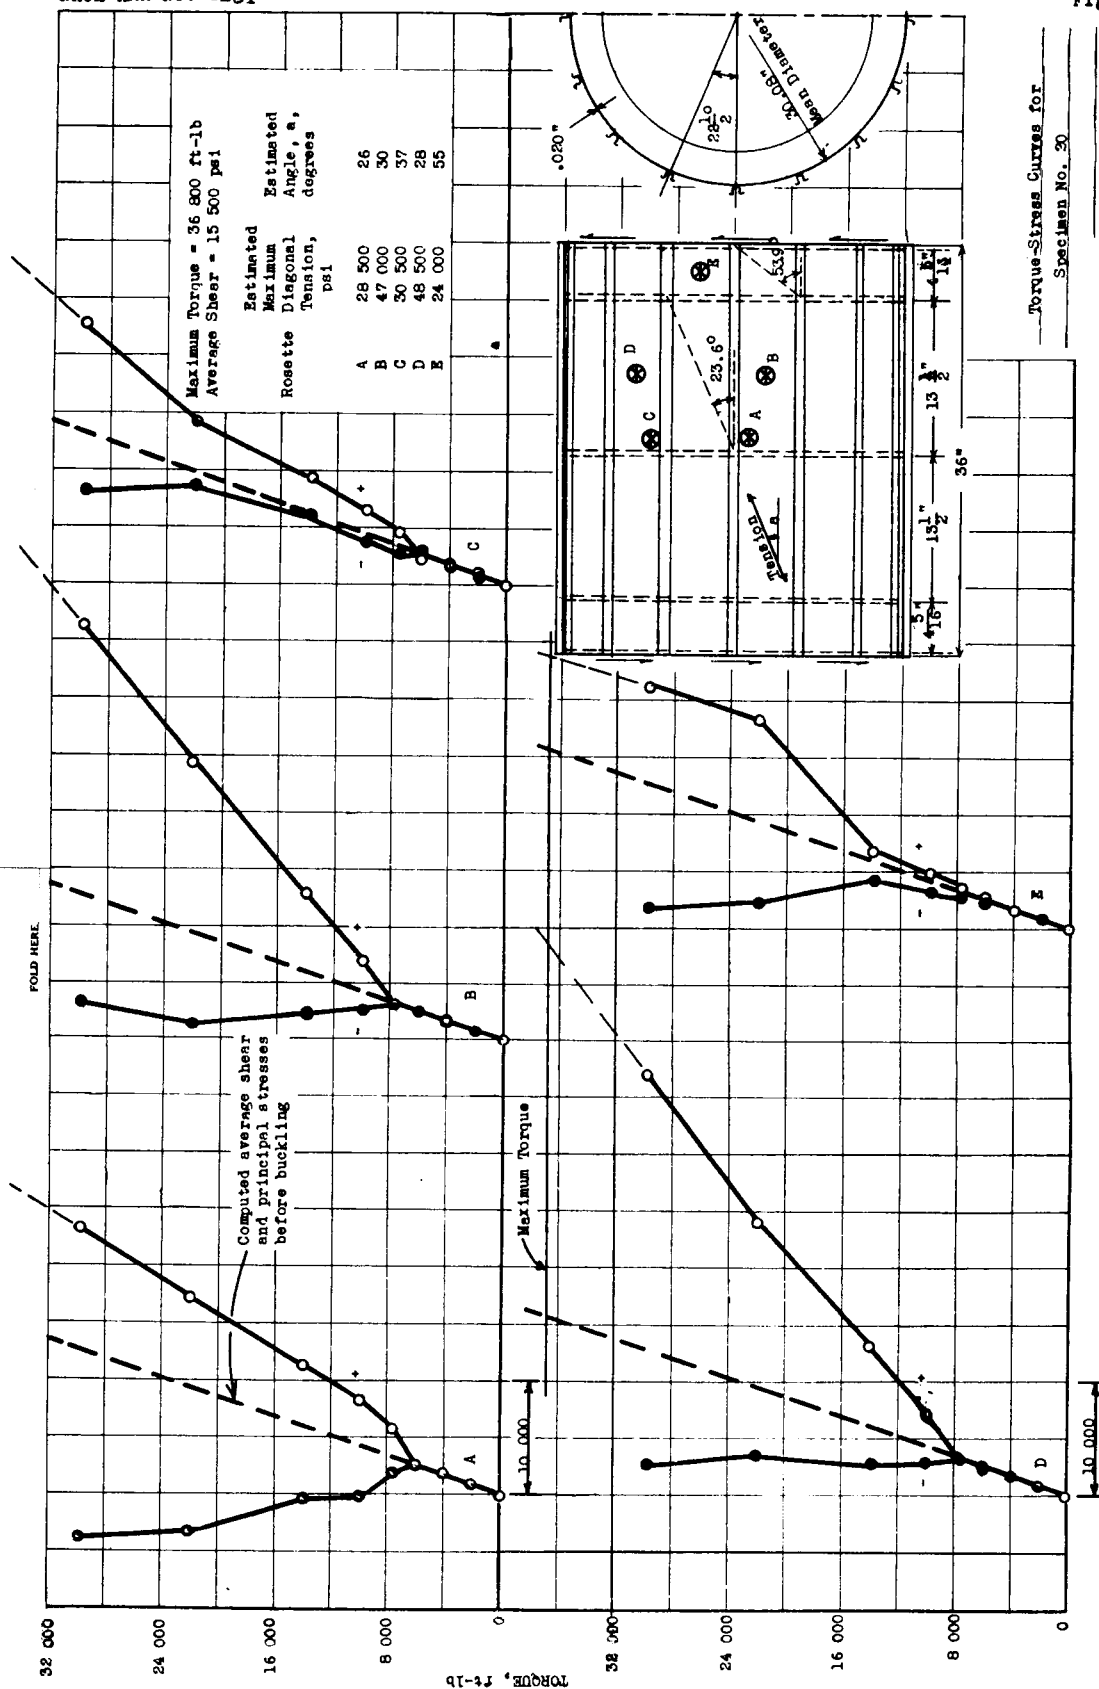 FOLD HERE
TORQUE, ft-lb
32 000
16 000
8 000
0
Computed average shear
and principal stresses
before buckling
A
+
10 000
B
+
-
C
+
-
Maximum Torque = 36 800 ft-lb
Average Shear = 15 500 psi
Rosette Estimated Maximum Diagonal Tension, psi Estimated Angle, a, degrees
A 28 500 26
B 47 000 30
C 30 500 37
D 48 500 28
E 24 000 55
Maximum Torque
32 000
24 000
16 000
8 000
0
D
+
-
10 000
E
+
-
Tension
a
A
B
C
D
E
23.6°
53.9
4 5/16"
13 1/2"
13 1/2"
36"
.020"
22 1/2°
30.08"
Mean Diameter
Torque-Stress Curves for
Specimen No. 30